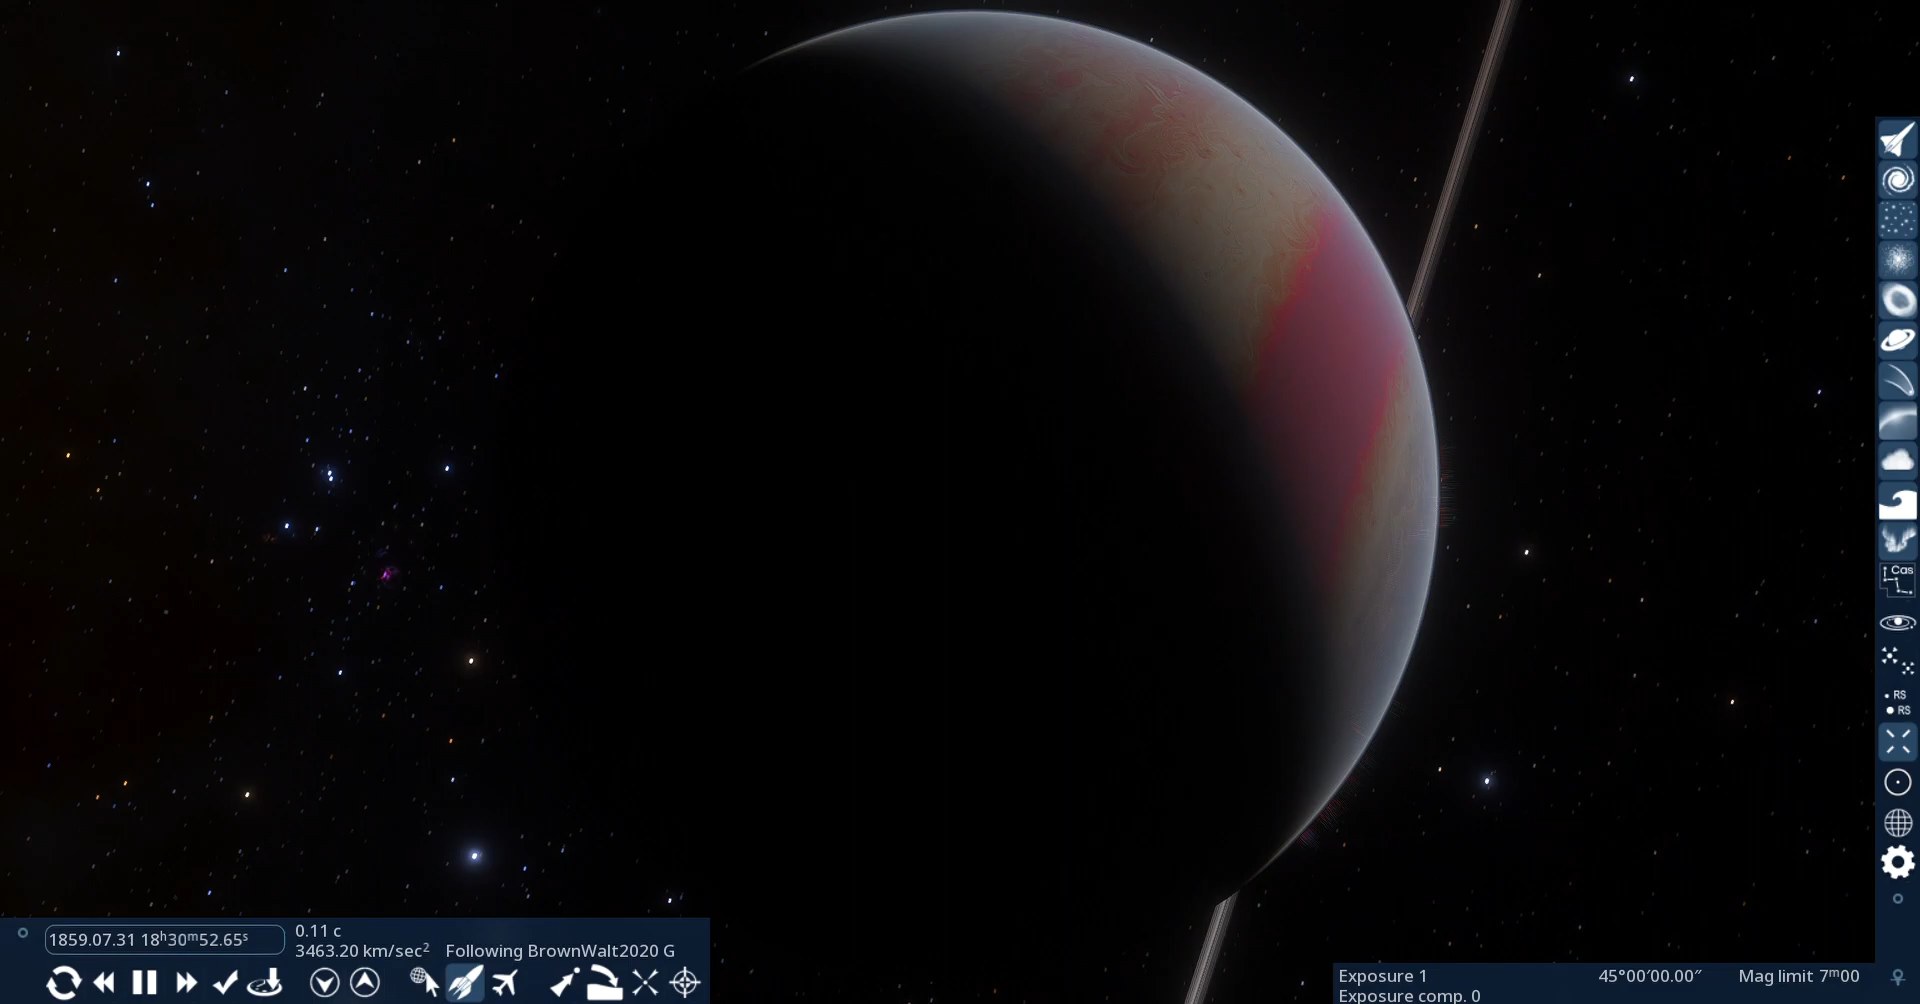 Cas
RS
RS
1859.07.31 18ʰ30ᵐ52.65ˢ
0.11 c
3463.20 km/sec² Following BrownWalt2020 G
Exposure 1 45°00′00.00″ Mag limit 7ᵐ00
Exposure comp. 0